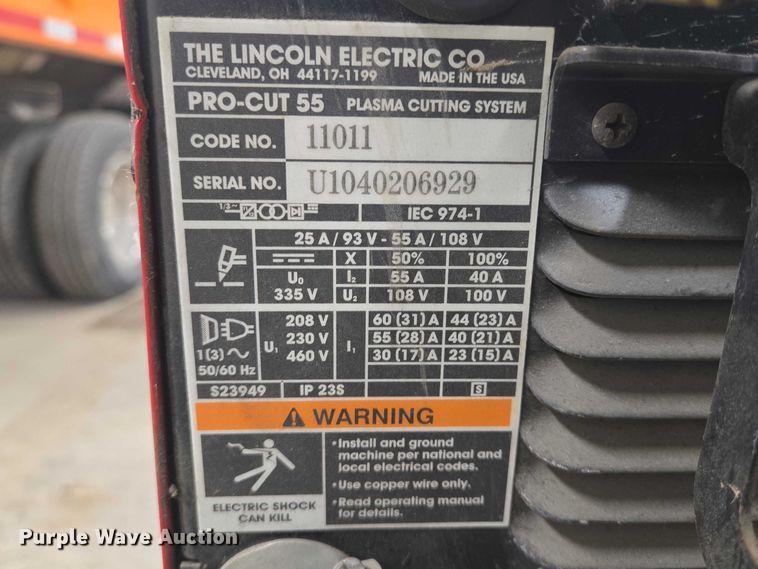 THE LINCOLN ELECTRIC CO
CLEVELAND, OH 44117-1199 MADE IN THE USA
PRO-CUT 55 PLASMA CUTTING SYSTEM
CODE NO. 11011
SERIAL NO. U1040206929
1/3~ IEC 974-1
25 A / 93 V - 55 A / 108 V
X 50% 100%
U₀ I₂ 55 A 40 A
335 V U₂ 108 V 100 V
208 V 60 (31) A 44 (23) A
U₁ 230 V I₁ 55 (28) A 40 (21) A
1(3)~ 460 V 30 (17) A 23 (15) A
50/60 Hz
S23949 IP 23S S
WARNING
• Install and ground
machine per national and
local electrical codes.
• Use copper wire only.
• Read operating manual
for details.
ELECTRIC SHOCK
CAN KILL
Purple Wave Auction